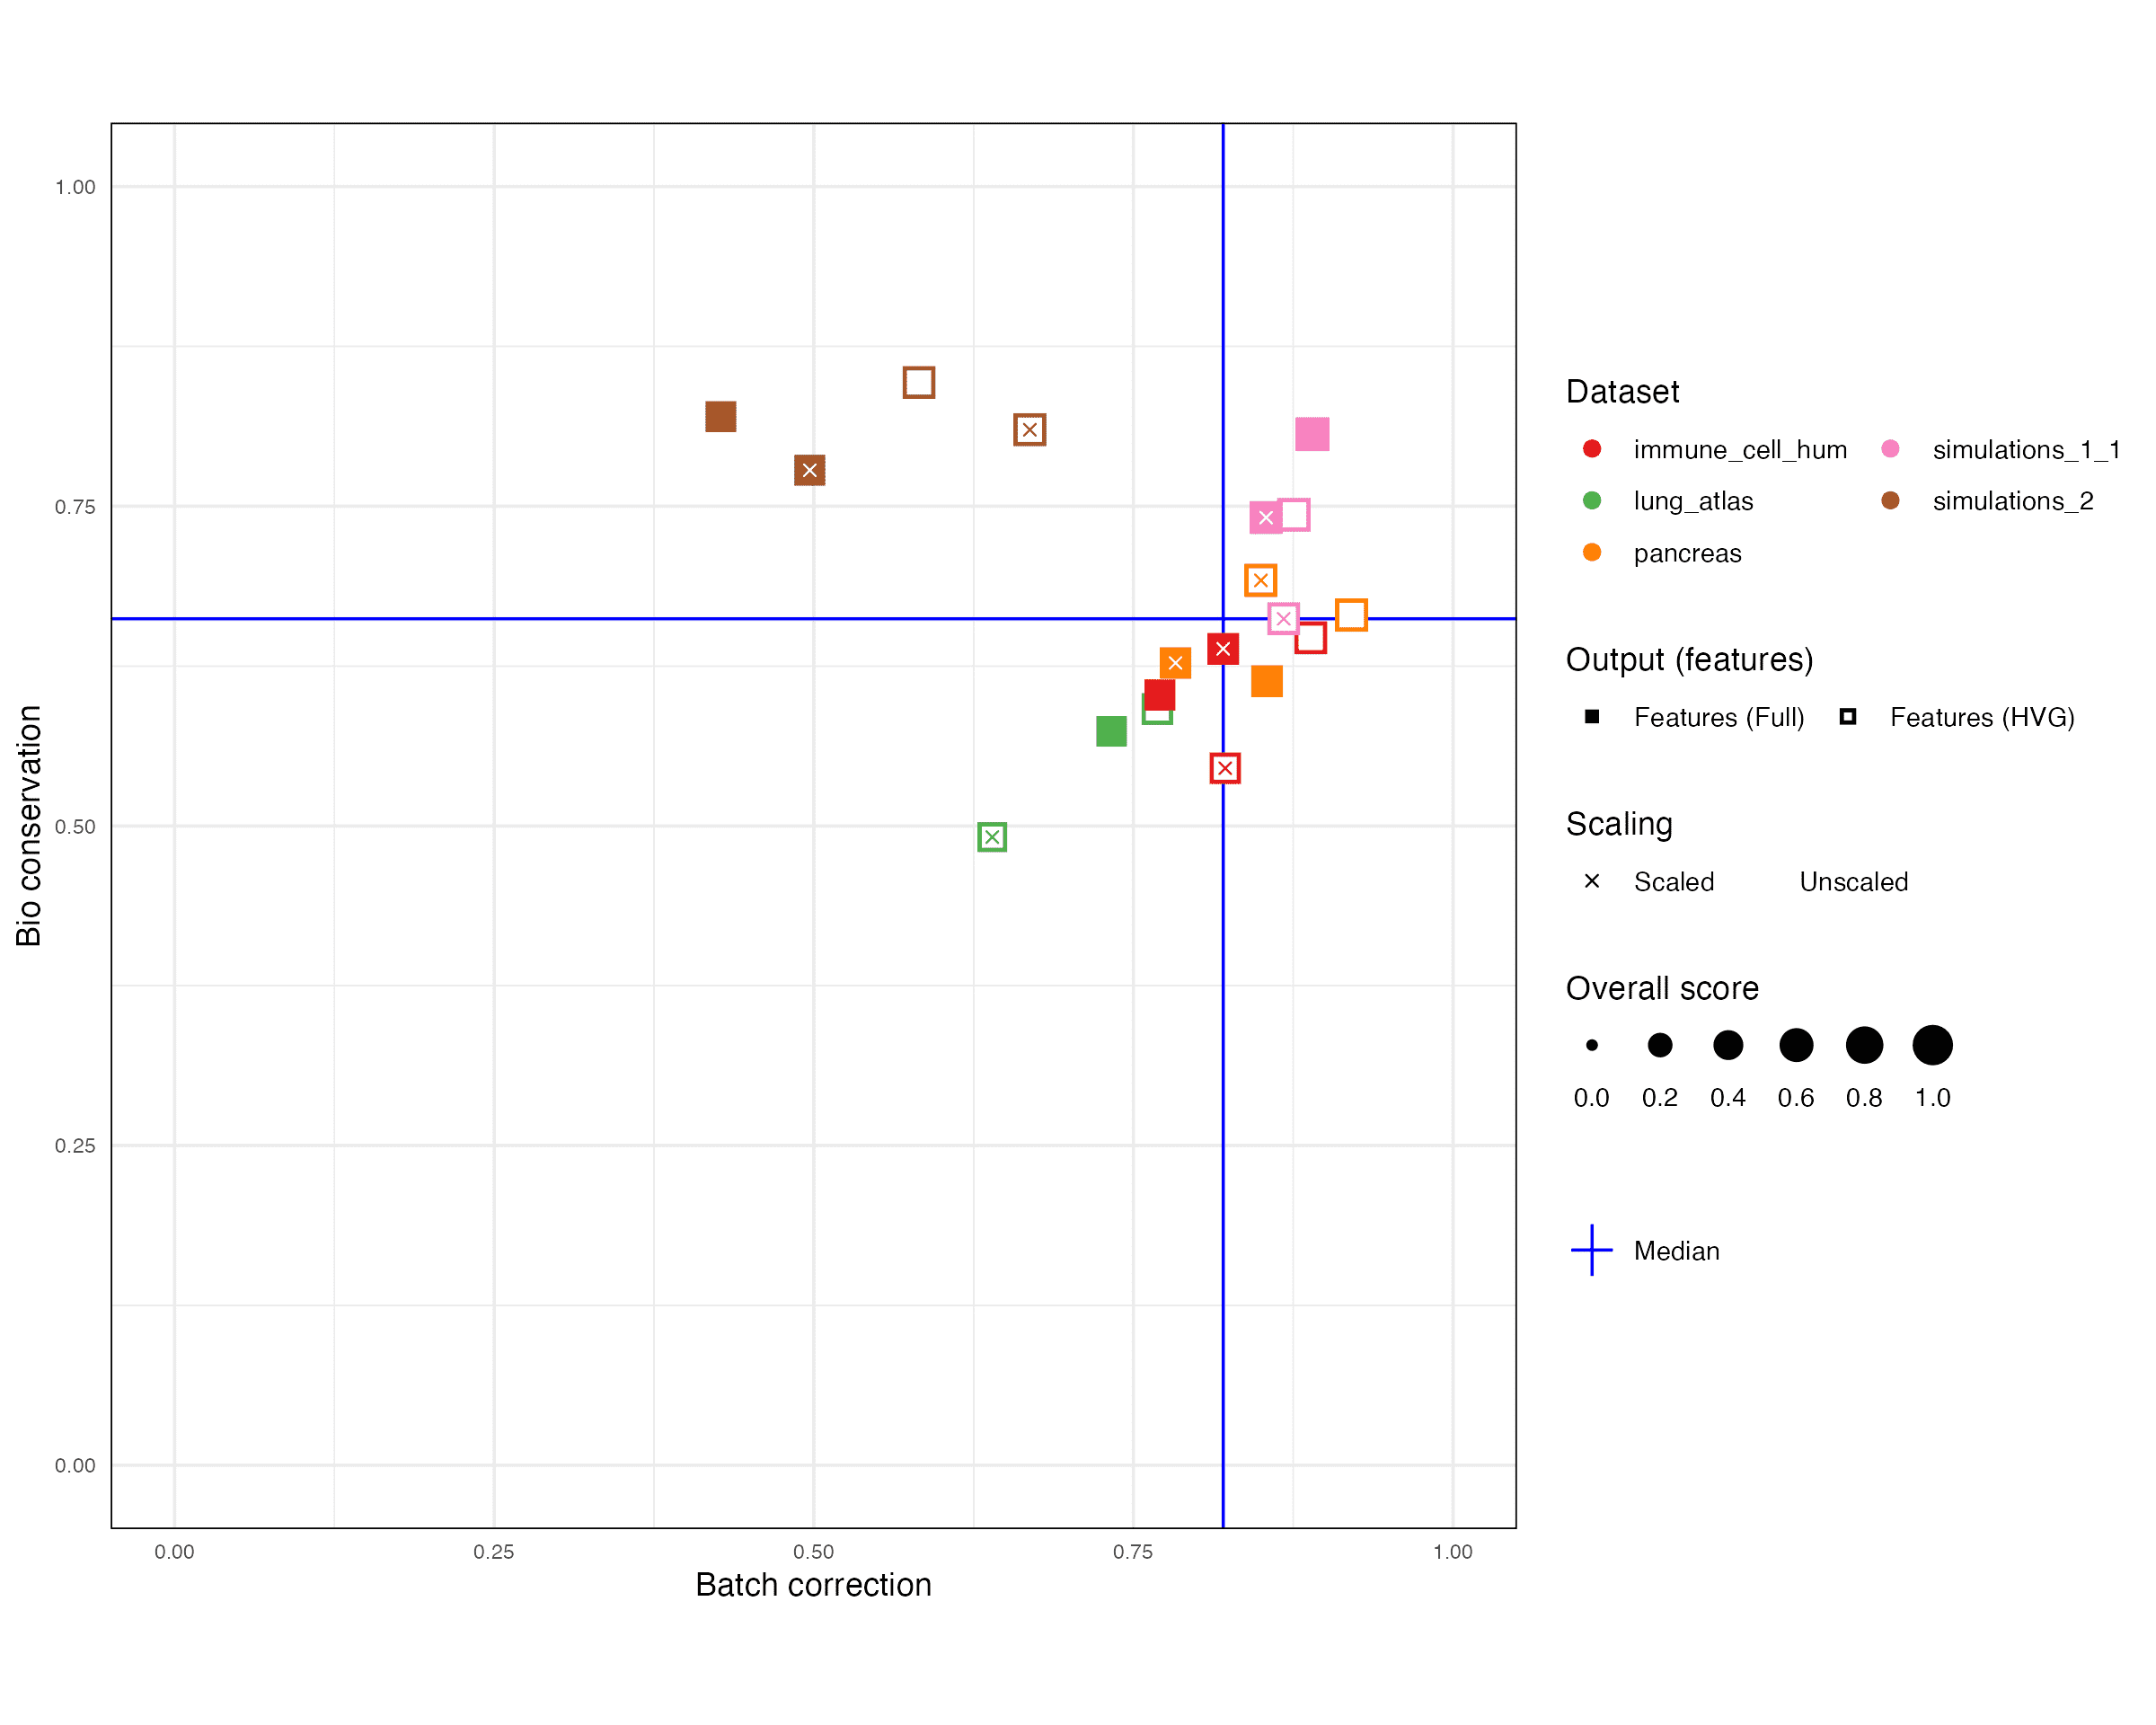 1.00
0.75
0.50
0.25
0.00
Bio conservation
0.00 0.25 0.50 0.75 1.00
Batch correction
Dataset
immune_cell_hum simulations_1_1
lung_atlas simulations_2
pancreas
Output (features)
Features (Full) Features (HVG)
Scaling
Scaled Unscaled
Overall score
0.0 0.2 0.4 0.6 0.8 1.0
Median